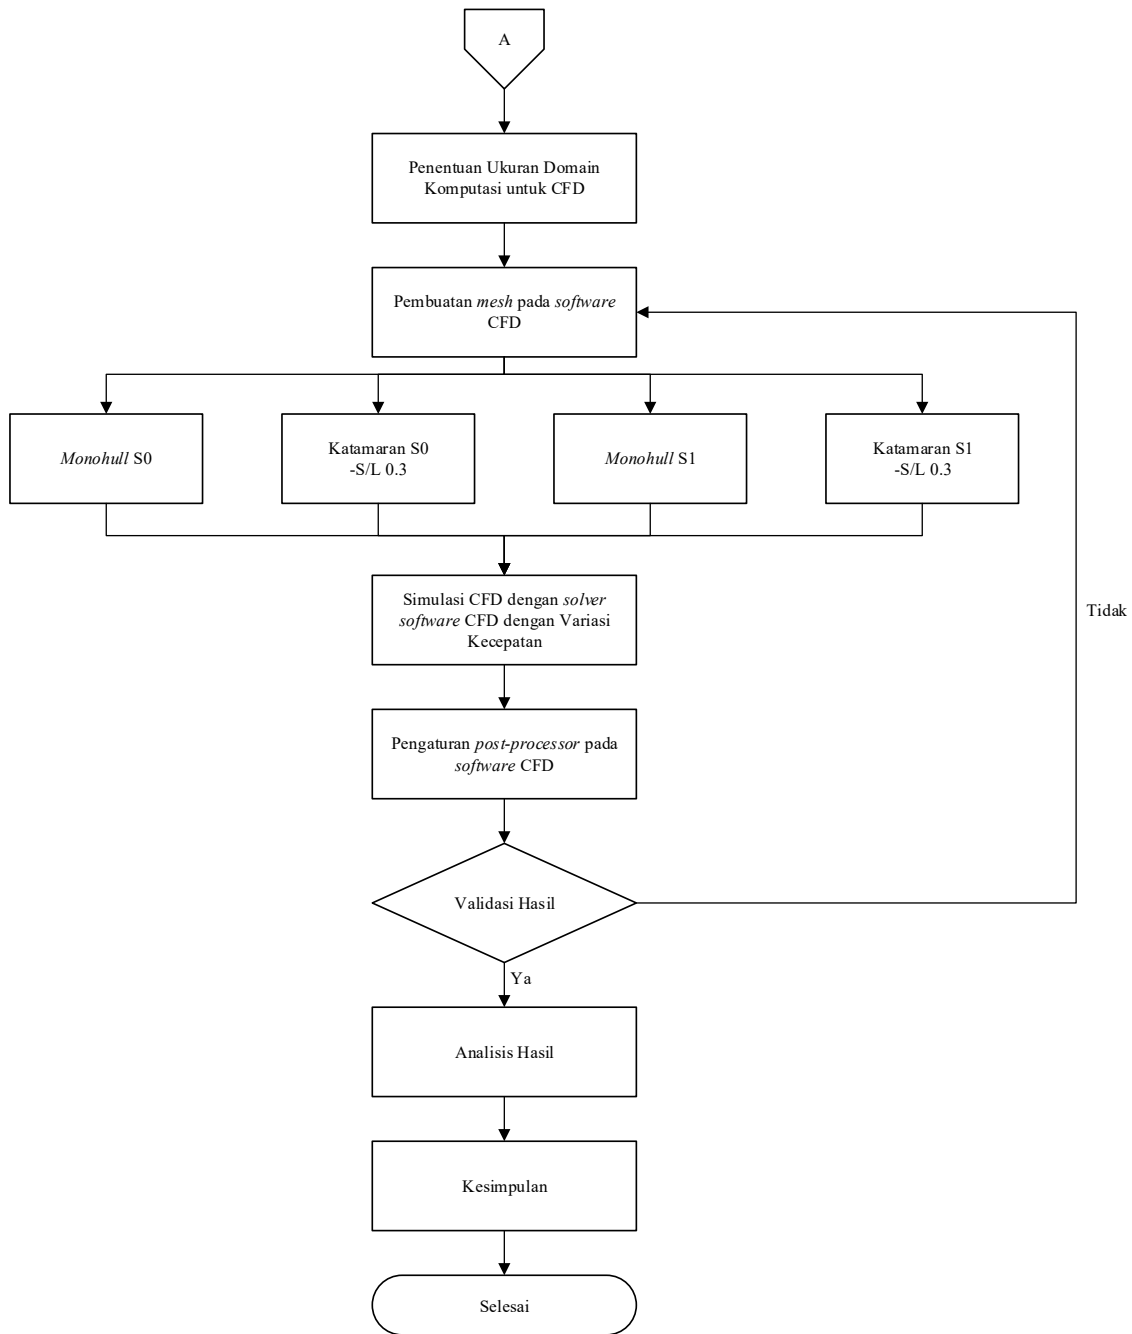 A
Penentuan Ukuran Domain
Komputasi untuk CFD
Pembuatan mesh pada software
CFD
Monohull S0
Katamaran S0
-S/L 0.3
Monohull S1
Katamaran S1
-S/L 0.3
Simulasi CFD dengan solver
software CFD dengan Variasi
Kecepatan
Tidak
Pengaturan post-processor pada
software CFD
Validasi Hasil
Ya
Analisis Hasil
Kesimpulan
Selesai